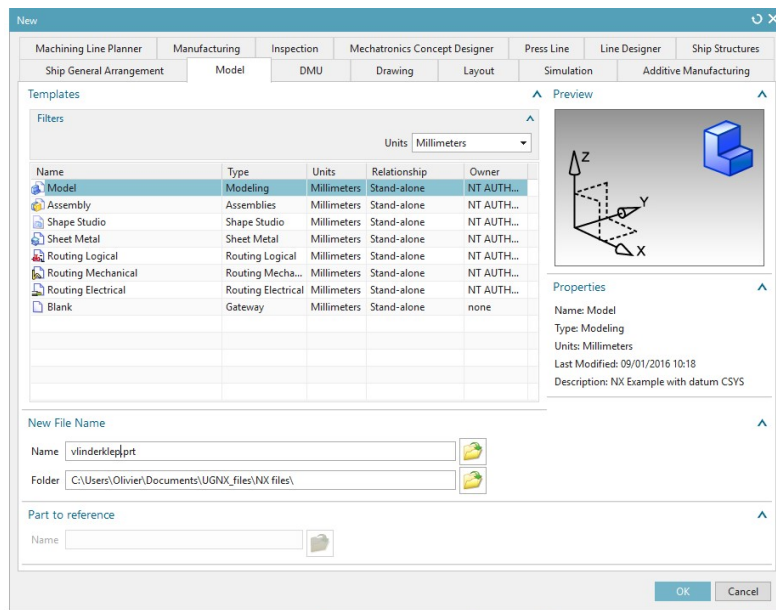 New
Machining Line Planner Manufacturing Inspection Mechatronics Concept Designer Press Line Line Designer Ship Structures
Ship General Arrangement Model DMU Drawing Layout Simulation Additive Manufacturing
Templates
Filters
Units Millimeters
Name Type Units Relationship Owner
Model Modeling Millimeters Stand-alone NT AUTH...
Assembly Assemblies Millimeters Stand-alone NT AUTH...
Shape Studio Shape Studio Millimeters Stand-alone NT AUTH...
Sheet Metal Sheet Metal Millimeters Stand-alone NT AUTH...
Routing Logical Routing Logical Millimeters Stand-alone NT AUTH...
Routing Mechanical Routing Mecha... Millimeters Stand-alone NT AUTH...
Routing Electrical Routing Electrical Millimeters Stand-alone NT AUTH...
Blank Gateway Millimeters Stand-alone none
Preview
Z
Y
X
Properties
Name: Model
Type: Modeling
Units: Millimeters
Last Modified: 09/01/2016 10:18
Description: NX Example with datum CSYS
New File Name
Name vlinderklep.prt
Folder C:\Users\Olivier\Documents\UGNX_files\NX files\
Part to reference
Name
OK Cancel